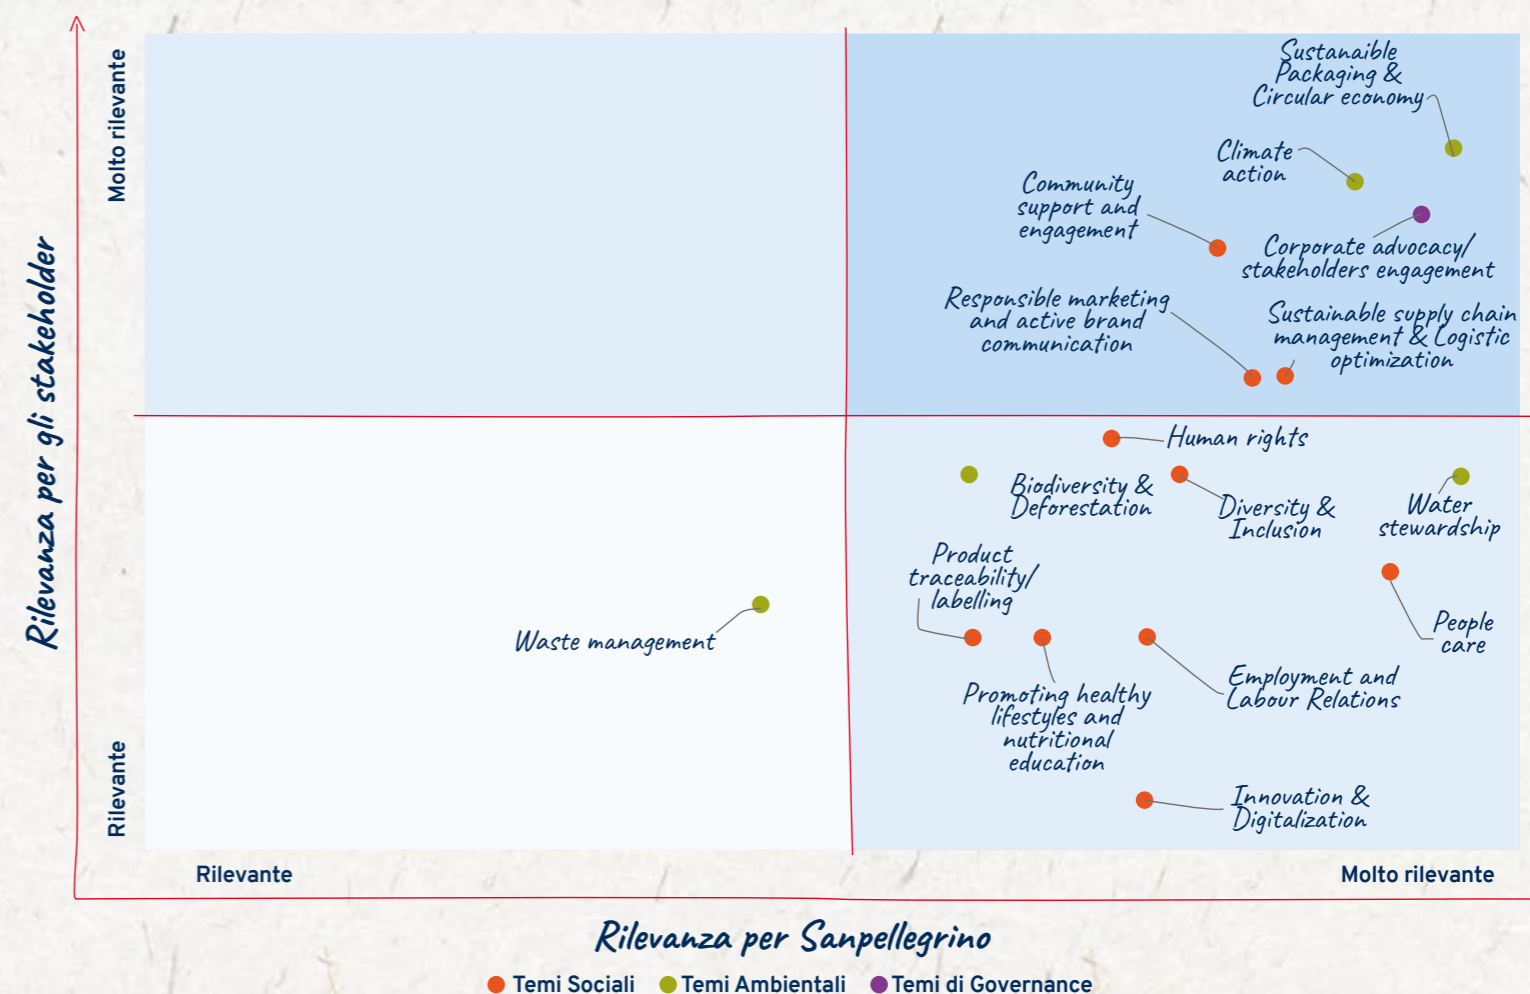 Molto rilevante
Rilevanza per gli stakeholder
Rilevante
Sustanaible
Packaging &
Circular economy
Climate
action
Community
support and
engagement
Corporate advocacy/
stakeholders engagement
Responsible marketing
and active brand
communication
Sustainable supply chain
management & Logistic
optimization
Human rights
Biodiversity &
Deforestation
Diversity &
Inclusion
Water
stewardship
Product
traceability/
labelling
Waste management
People
care
Promoting healthy
lifestyles and
nutritional
education
Employment and
Labour Relations
Innovation &
Digitalization
Rilevante
Molto rilevante
Rilevanza per Sanpellegrino
Temi Sociali
Temi Ambientali
Temi di Governance